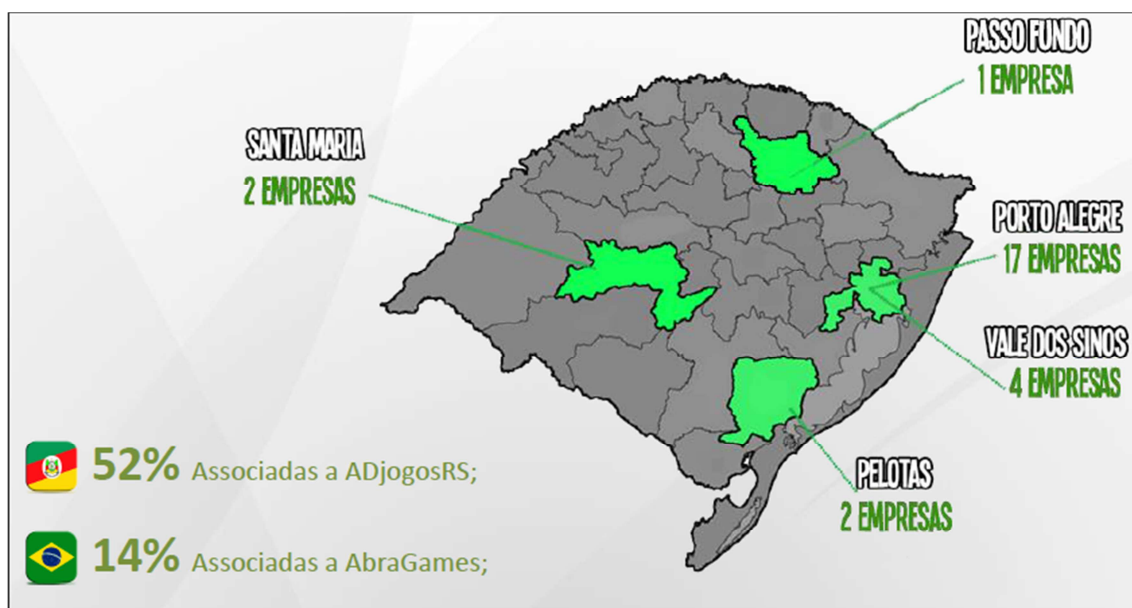 PASSO FUNDO
1 EMPRESA
SANTA MARIA
2 EMPRESAS
PORTO ALEGRE
17 EMPRESAS
VALE DOS SINOS
4 EMPRESAS
PELOTAS
2 EMPRESAS
52% Associadas a ADjogosRS;
14% Associadas a AbraGames;